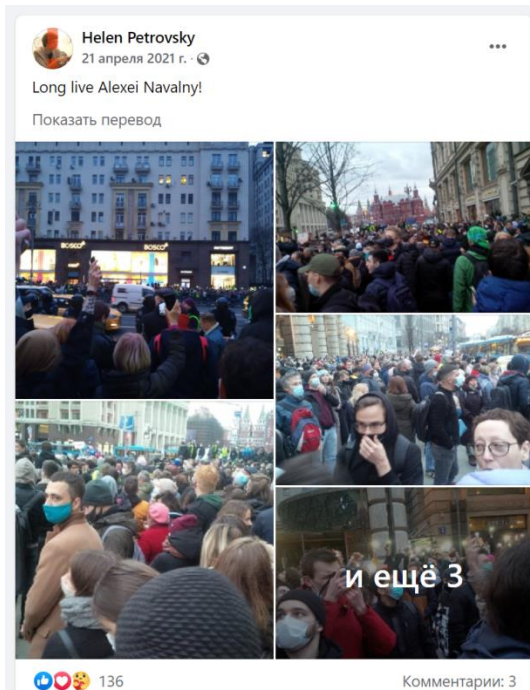 Helen Petrovsky
21 апреля 2021 г. ·
Long live Alexei Navalny!
Показать перевод
BOSCO BOSCO
и ещё 3
136
Комментарии: 3